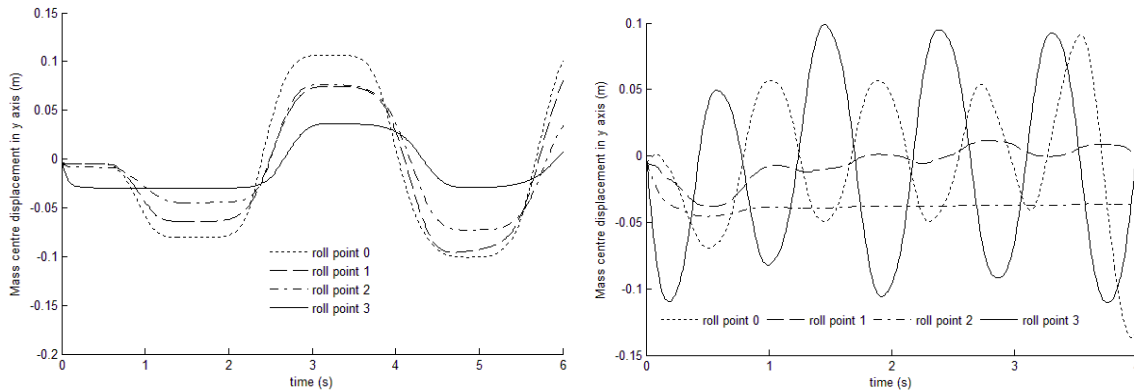 0.15
0.1
0.05
0
-0.05
-0.1
-0.15
-0.2
Mass centre displacement in y axis (m)
roll point 0
roll point 1
roll point 2
roll point 3
0 1 2 3 4 5 6
time (s)
0.1
0.05
0
-0.05
-0.1
-0.15
Mass centre displacement in y axis (m)
roll point 0 roll point 1 roll point 2 roll point 3
0 1 2 3
time (s)